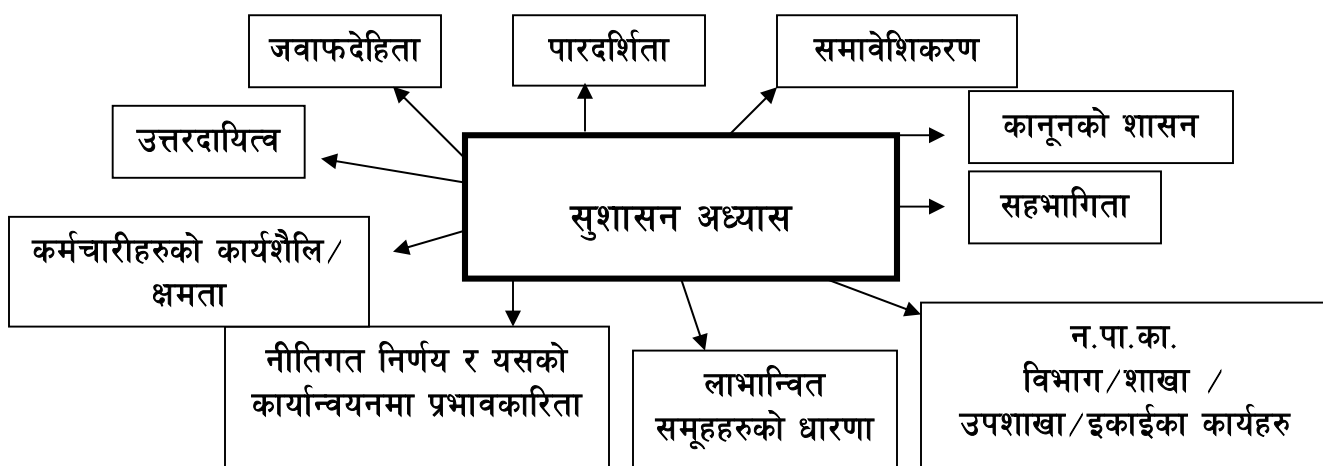 जवाफदेहिता
पारदर्शिता
समावेशिकरण
कानूनको शासन
उत्तरदायित्व
सुशासन अध्यास
सहभागिता
कर्मचारीहरुको कार्यशैलि/
क्षमता
नीतिगत निर्णय र यसको
कार्यान्वयनमा प्रभावकारिता
लाभान्वित
समूहहरुको धारणा
न.पा.का.
विभाग/शाखा /
उपशाखा/इकाईका कार्यहरु